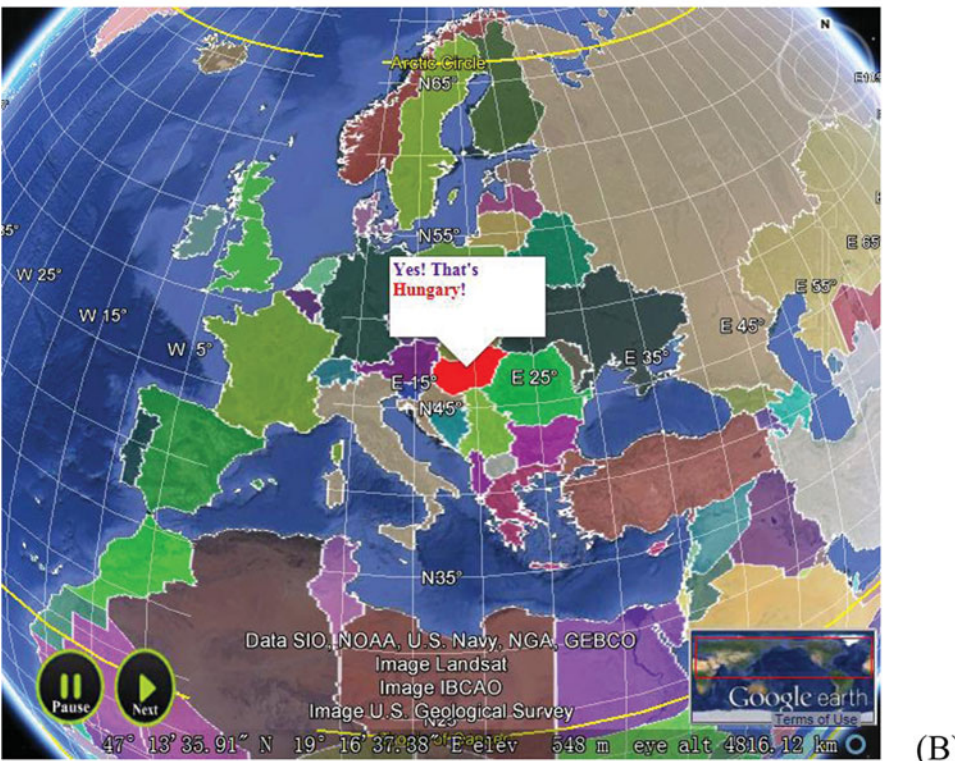 N
Arctic Circle
N65°
N55°
Yes! That's
Hungary!
E 65°
E 55°
E 45°
E 35°
E 25°
E 15°
W 25°
W 15°
W 5°
N45°
N35°
Data SIO, NOAA, U.S. Navy, NGA, GEBCO
Image Landsat
Image IBCAO
Image U.S. Geological Survey
N25°
Pause
Next
Google earth
Terms of Use
47° 13'35.91" N 19° 16'37.38" E elev 548 m eye alt 4816.12 km
(B)